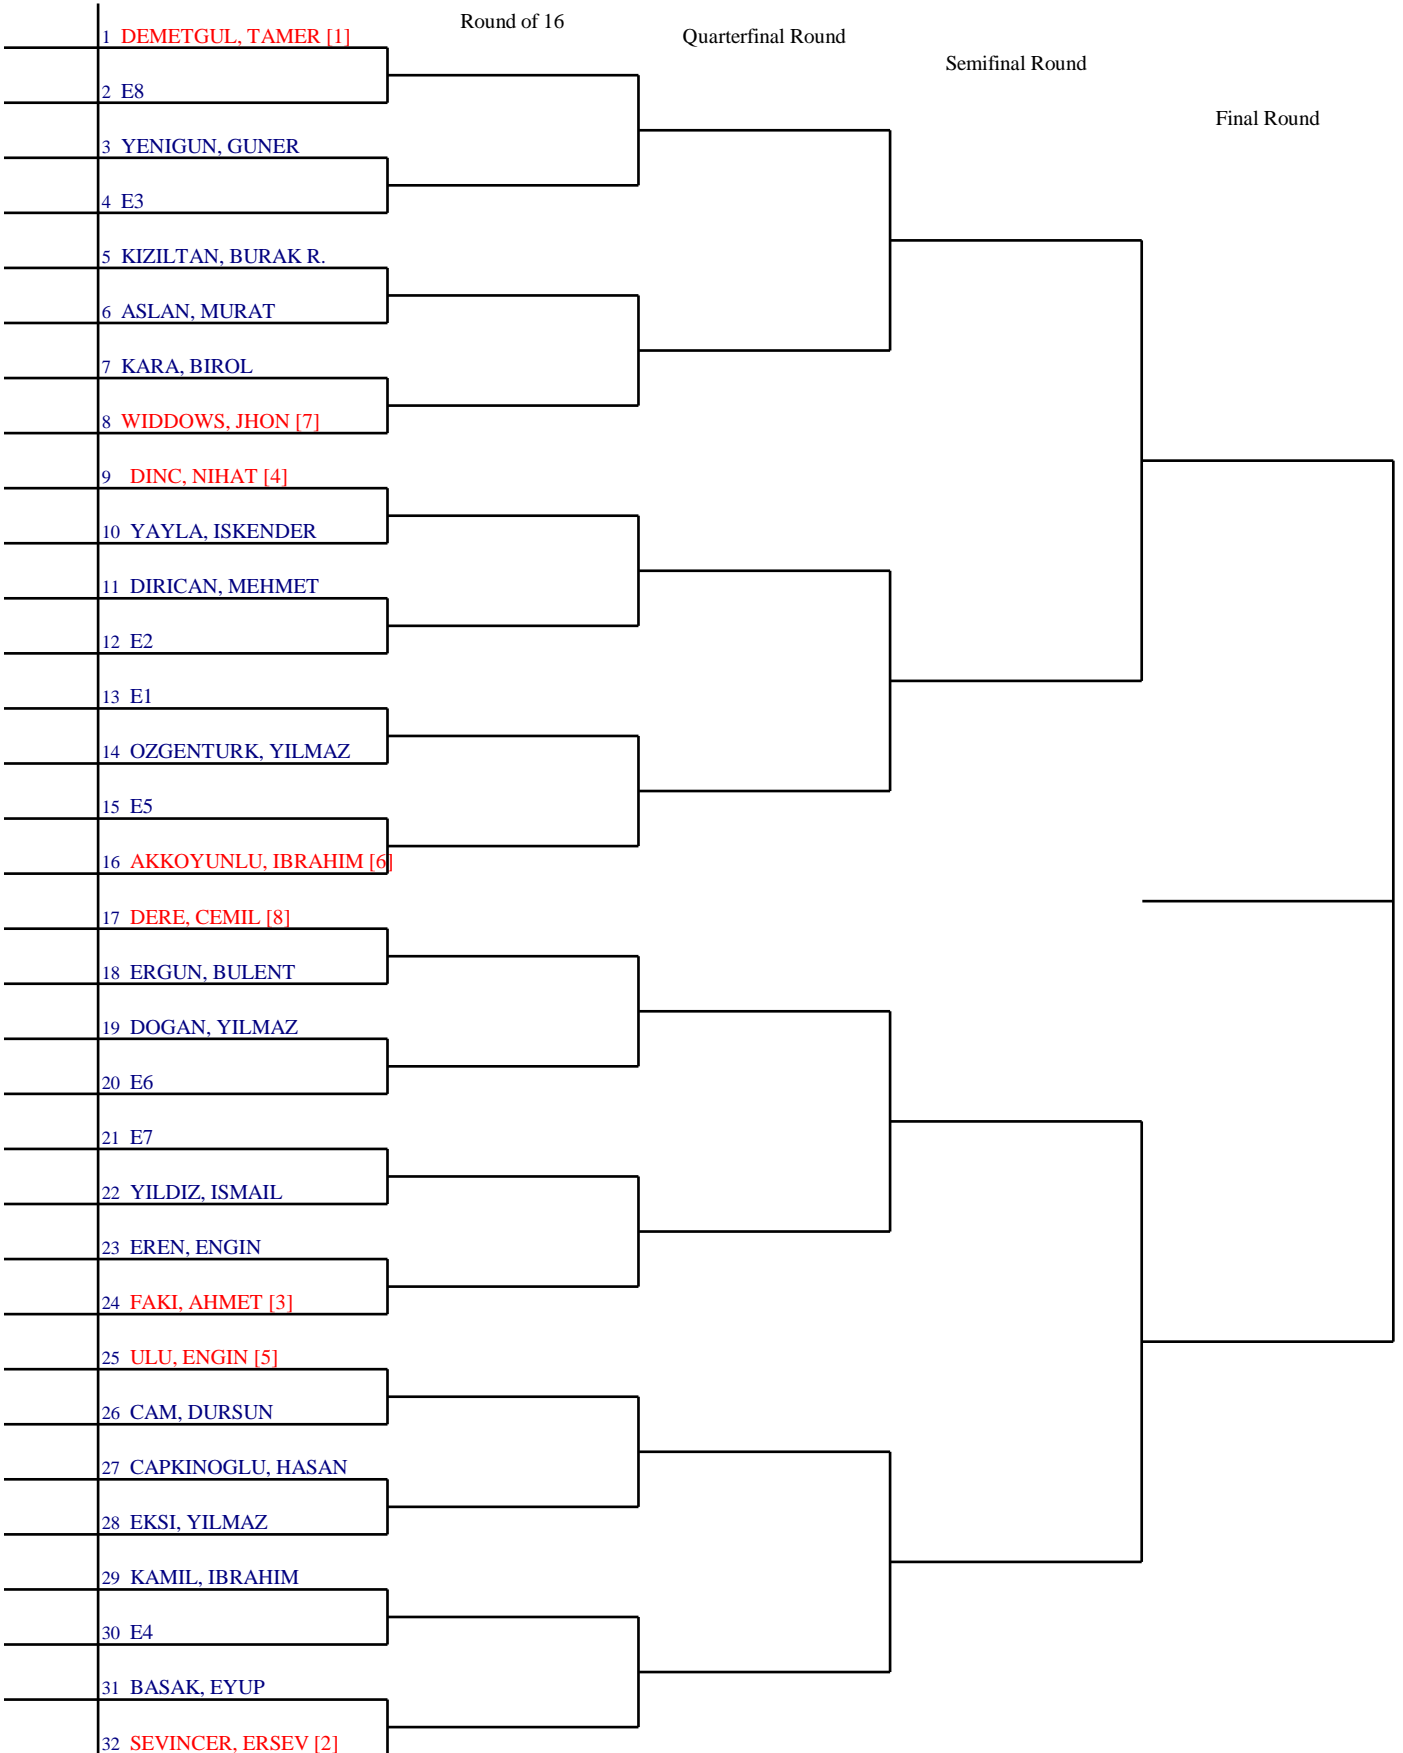 Round of 16
Quarterfinal Round
Semifinal Round
Final Round
1 DEMETGUL, TAMER [1]
2 E8
3 YENIGUN, GUNER
4 E3
5 KIZILTAN, BURAK R.
6 ASLAN, MURAT
7 KARA, BIROL
8 WIDDOWS, JHON [7]
9 DINC, NIHAT [4]
10 YAYLA, ISKENDER
11 DIRICAN, MEHMET
12 E2
13 E1
14 OZGENTURK, YILMAZ
15 E5
16 AKKOYUNLU, IBRAHIM [6]
17 DERE, CEMIL [8]
18 ERGUN, BULENT
19 DOGAN, YILMAZ
20 E6
21 E7
22 YILDIZ, ISMAIL
23 EREN, ENGIN
24 FAKI, AHMET [3]
25 ULU, ENGIN [5]
26 CAM, DURSUN
27 CAPKINOGLU, HASAN
28 EKSI, YILMAZ
29 KAMIL, IBRAHIM
30 E4
31 BASAK, EYUP
32 SEVINCER, ERSEV [2]